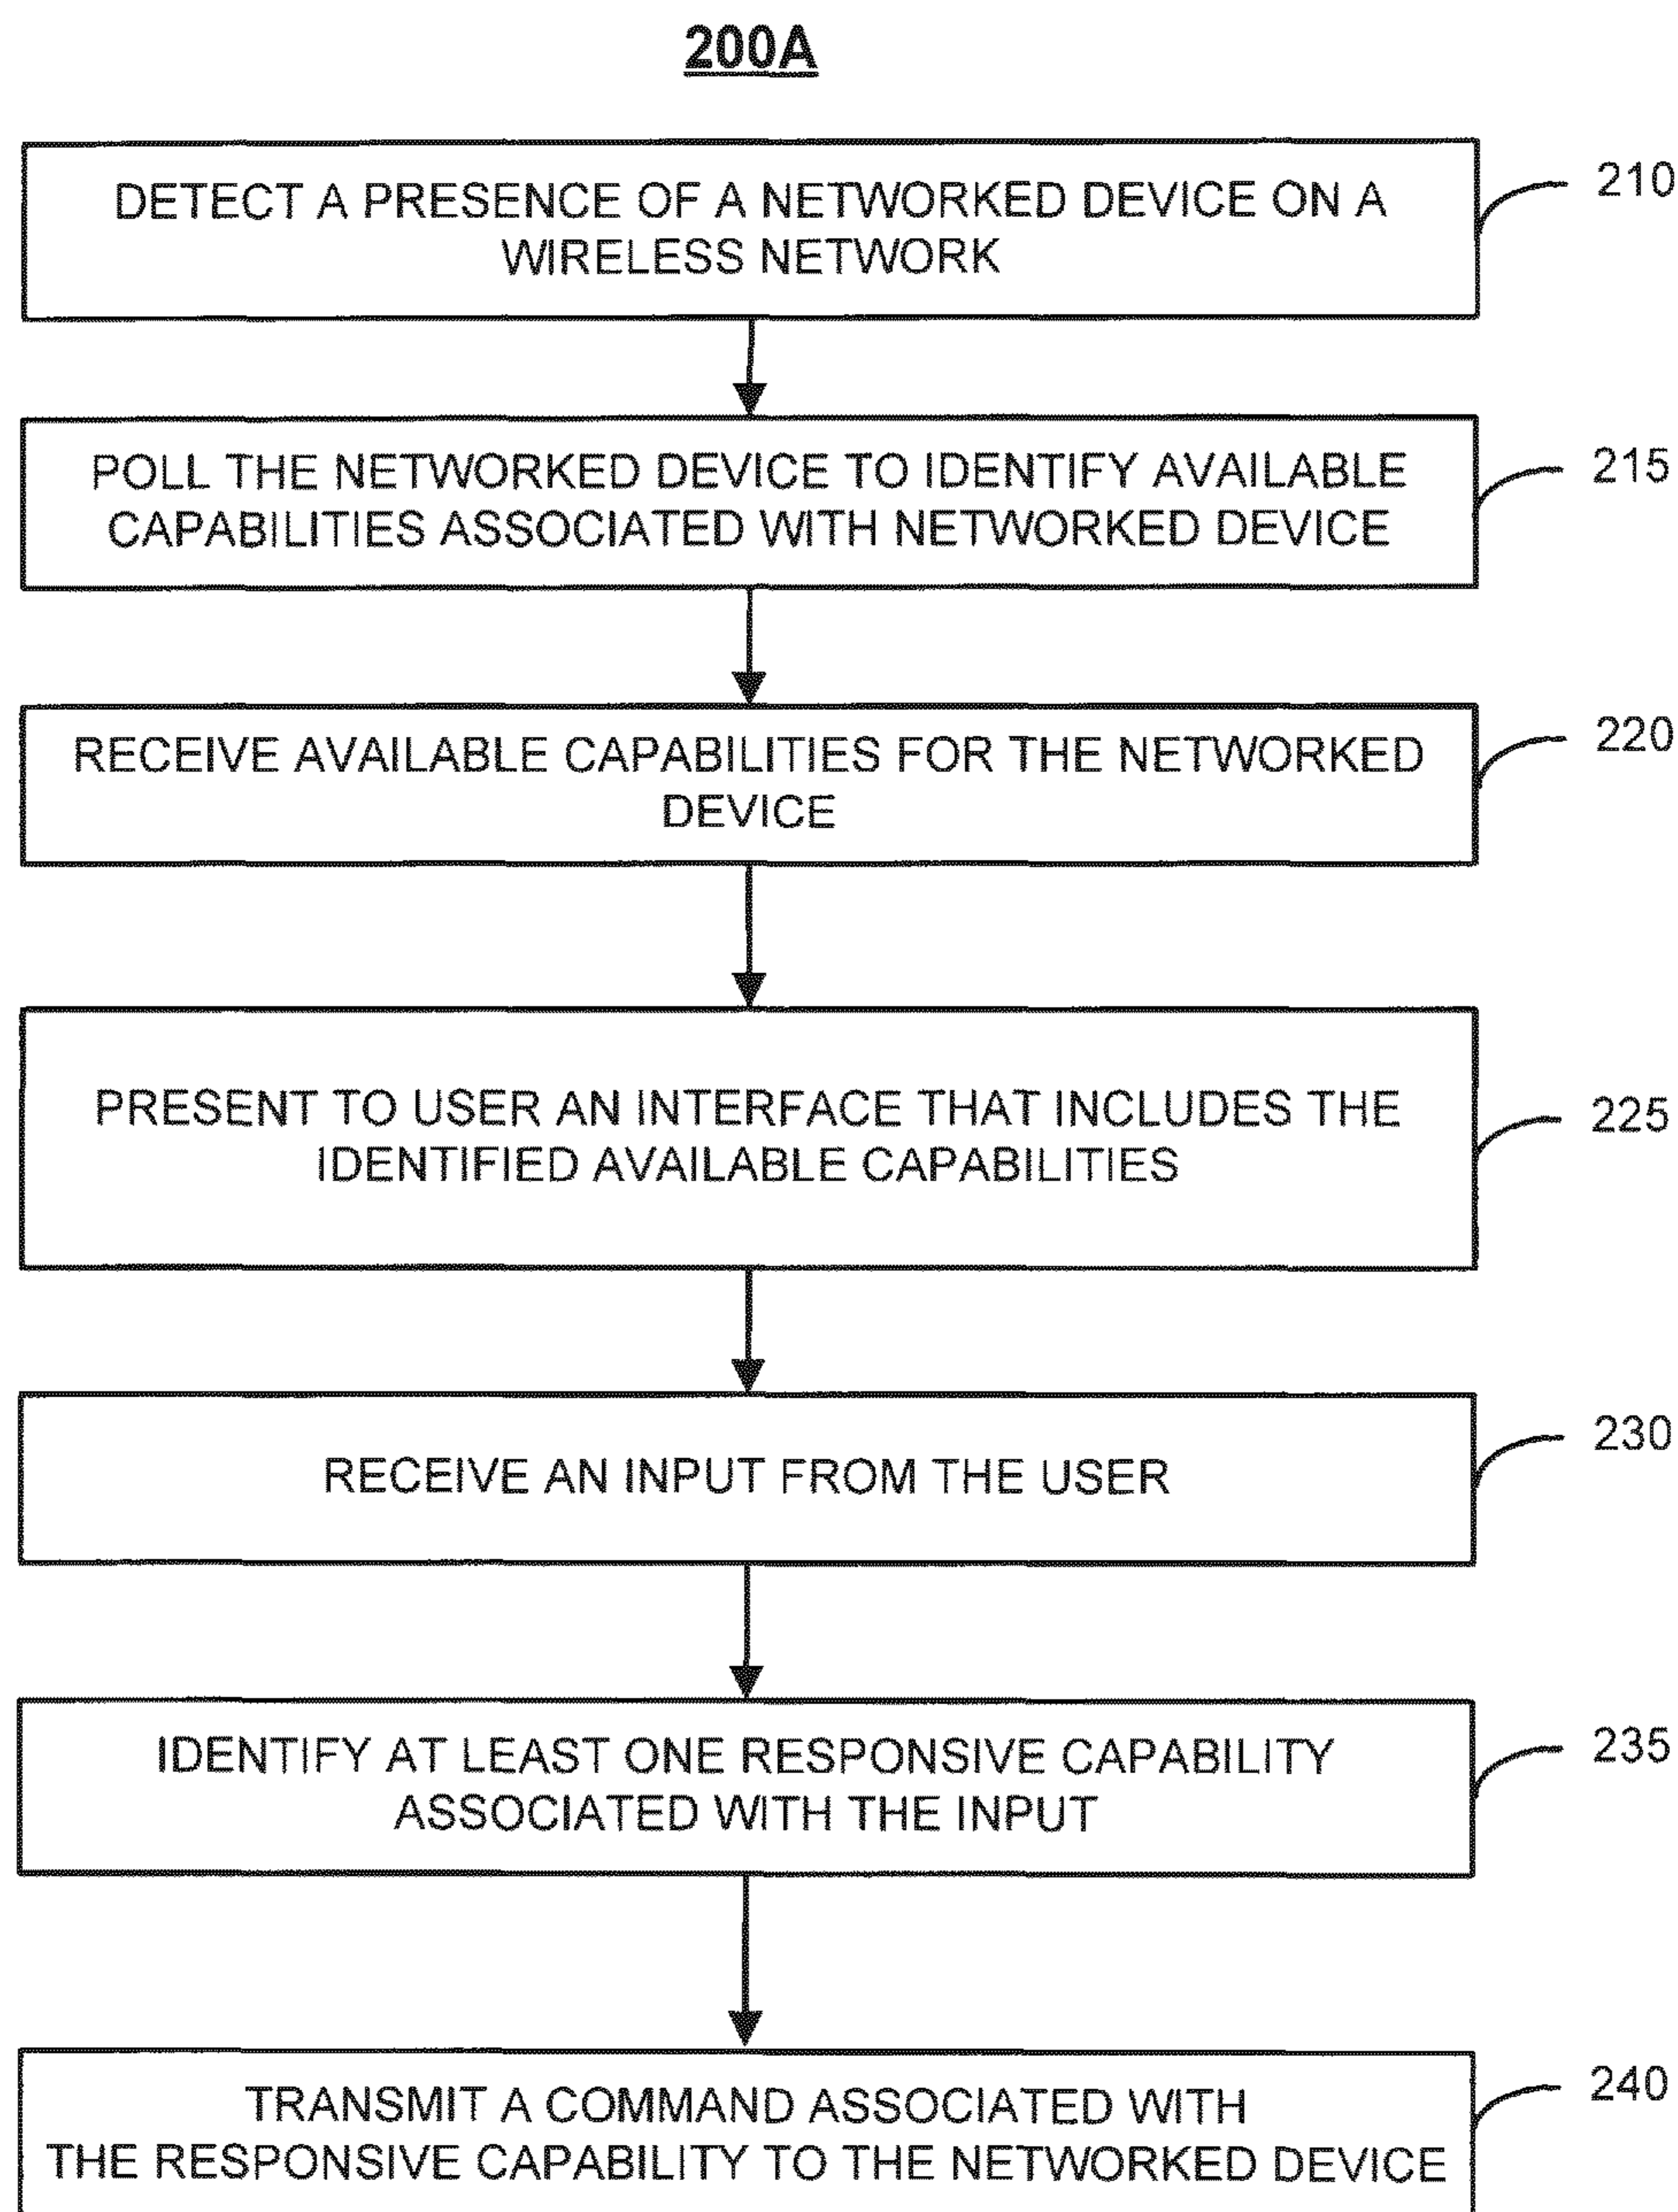 200A
DETECT A PRESENCE OF A NETWORKED DEVICE ON A
WIRELESS NETWORK
210
POLL THE NETWORKED DEVICE TO IDENTIFY AVAILABLE
CAPABILITIES ASSOCIATED WITH NETWORKED DEVICE
215
RECEIVE AVAILABLE CAPABILITIES FOR THE NETWORKED
DEVICE
220
PRESENT TO USER AN INTERFACE THAT INCLUDES THE
IDENTIFIED AVAILABLE CAPABILITIES
225
RECEIVE AN INPUT FROM THE USER
230
IDENTIFY AT LEAST ONE RESPONSIVE CAPABILITY
ASSOCIATED WITH THE INPUT
235
TRANSMIT A COMMAND ASSOCIATED WITH
THE RESPONSIVE CAPABILITY TO THE NETWORKED DEVICE
240